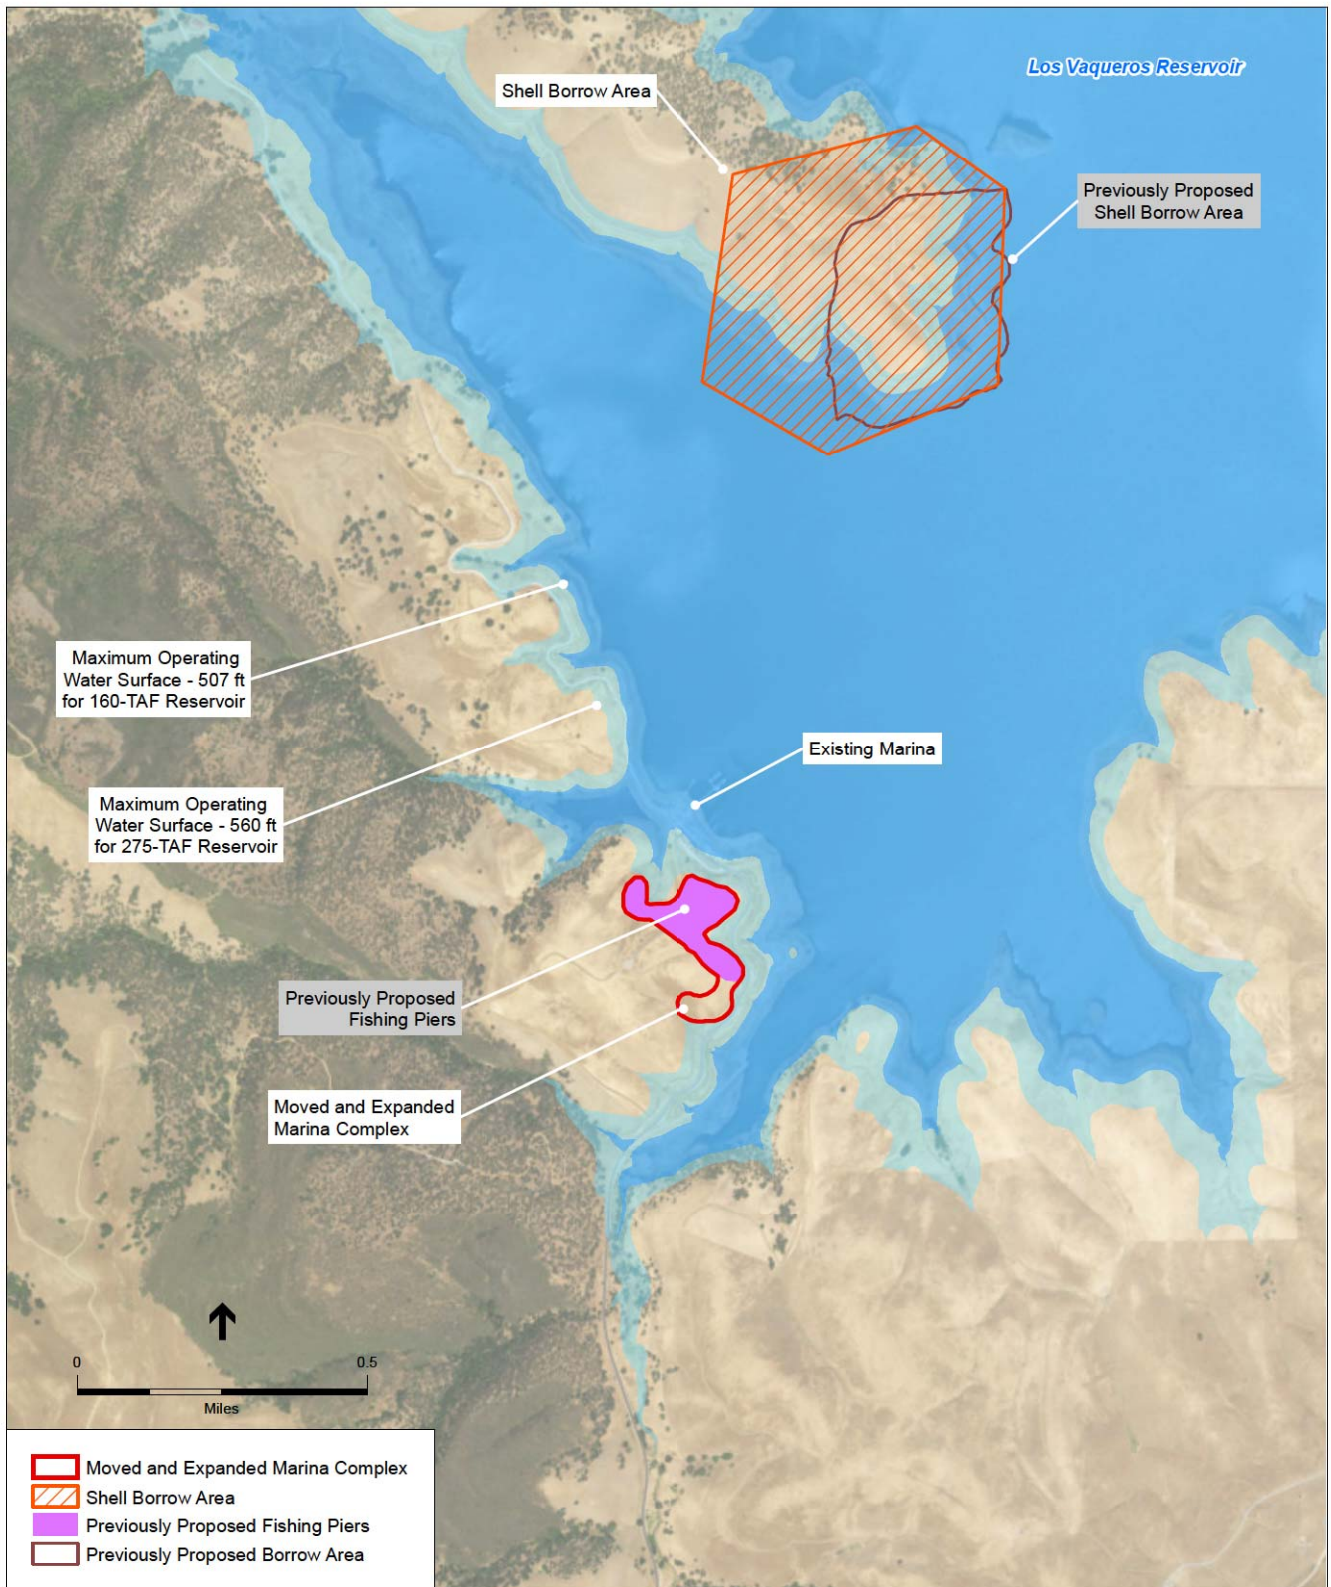 Los Vaqueros Reservoir
Shell Borrow Area
Previously Proposed
Shell Borrow Area
Maximum Operating
Water Surface - 507 ft
for 160-TAF Reservoir
Existing Marina
Maximum Operating
Water Surface - 560 ft
for 275-TAF Reservoir
Previously Proposed
Fishing Piers
Moved and Expanded
Marina Complex
0
0.5
Miles
Moved and Expanded Marina Complex
Shell Borrow Area
Previously Proposed Fishing Piers
Previously Proposed Borrow Area